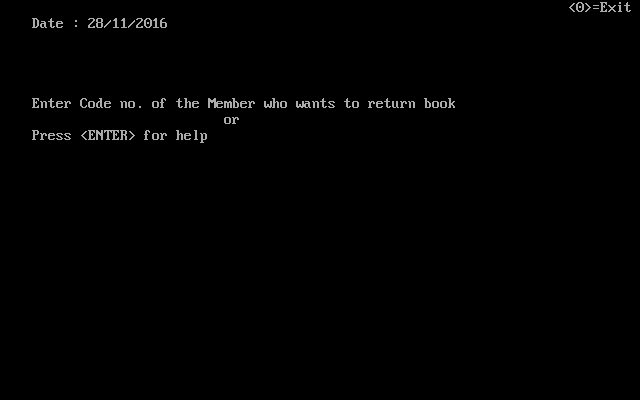 <0>=Exit
Date : 28/11/2016
Enter Code no. of the Member who wants to return book
or
Press <ENTER> for help